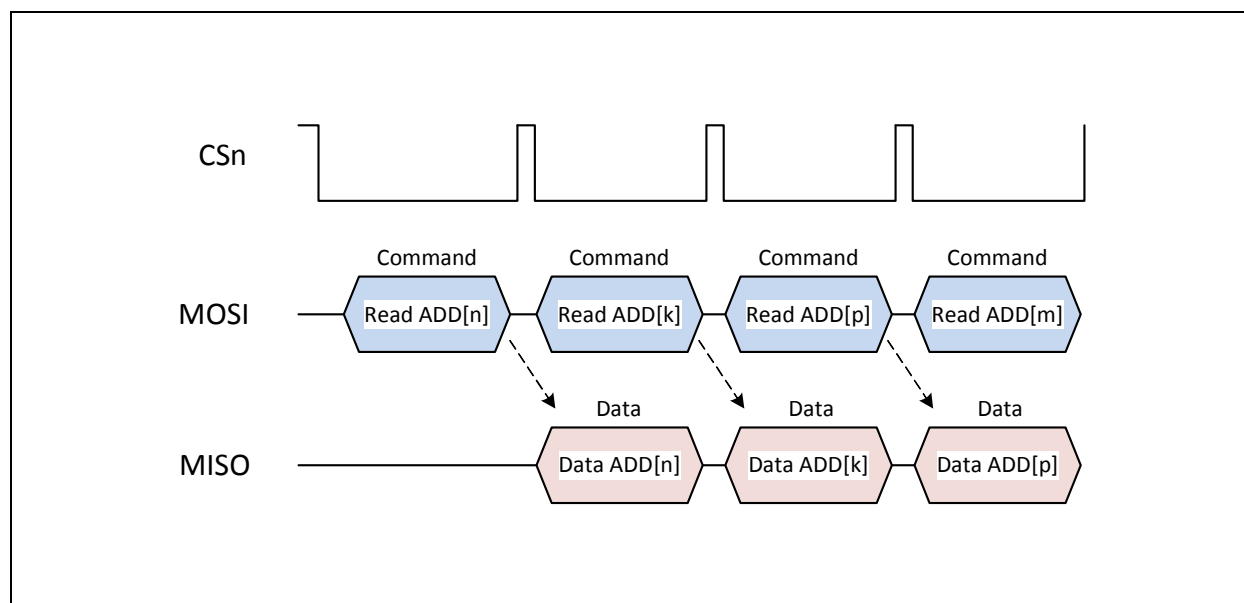 CSn
Command Command Command Command
MOSI Read ADD[n] Read ADD[k] Read ADD[p] Read ADD[m]
Data Data Data
MISO Data ADD[n] Data ADD[k] Data ADD[p]